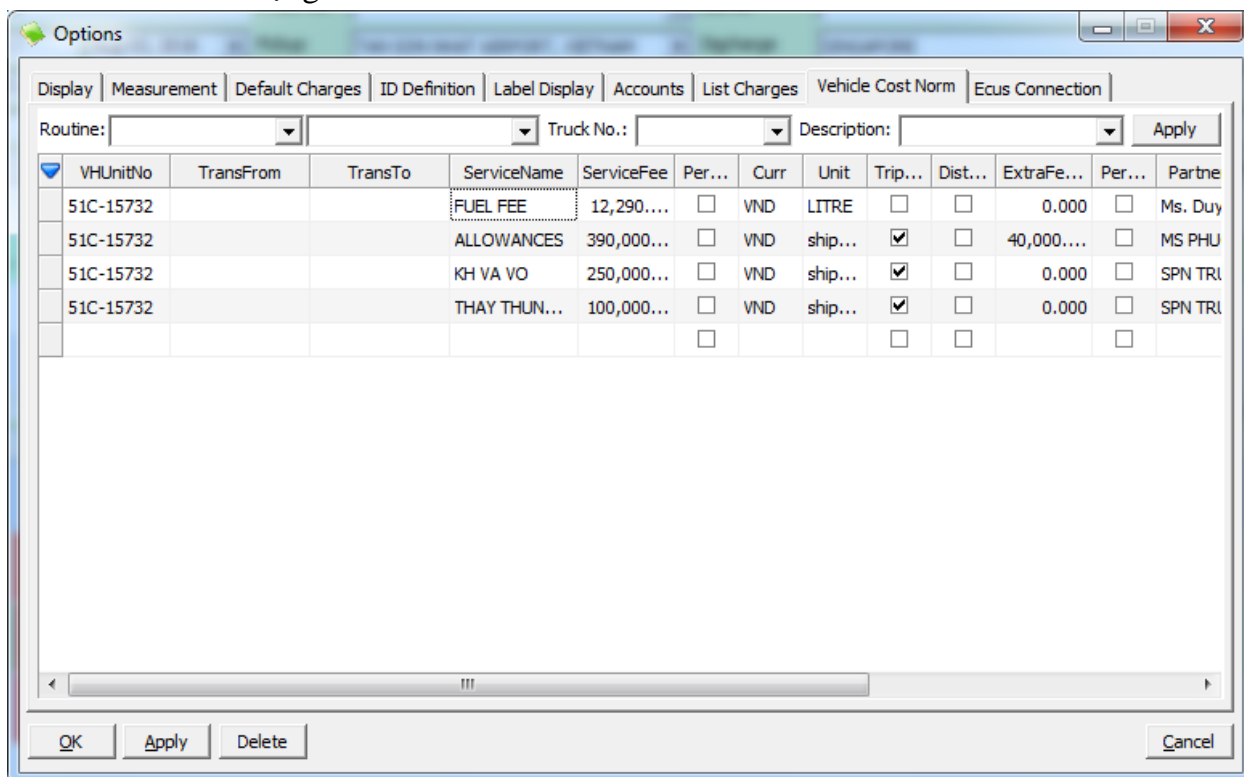 Options
Display Measurement Default Charges ID Definition Label Display Accounts List Charges Vehicle Cost Norm Ecus Connection
Routine: Truck No.: Description: Apply
VHUnitNo TransFrom TransTo ServiceName ServiceFee Per... Curr Unit Trip... Dist... ExtraFe... Per... Partne
51C-15732 FUEL FEE 12,290.... VND LITRE 0.000 Ms. Duy
51C-15732 ALLOWANCES 390,000... VND ship... 40,000.... MS PHU
51C-15732 KH VA VO 250,000... VND ship... 0.000 SPN TRU
51C-15732 THAY THUN... 100,000... VND ship... 0.000 SPN TRU
OK Apply Delete Cancel